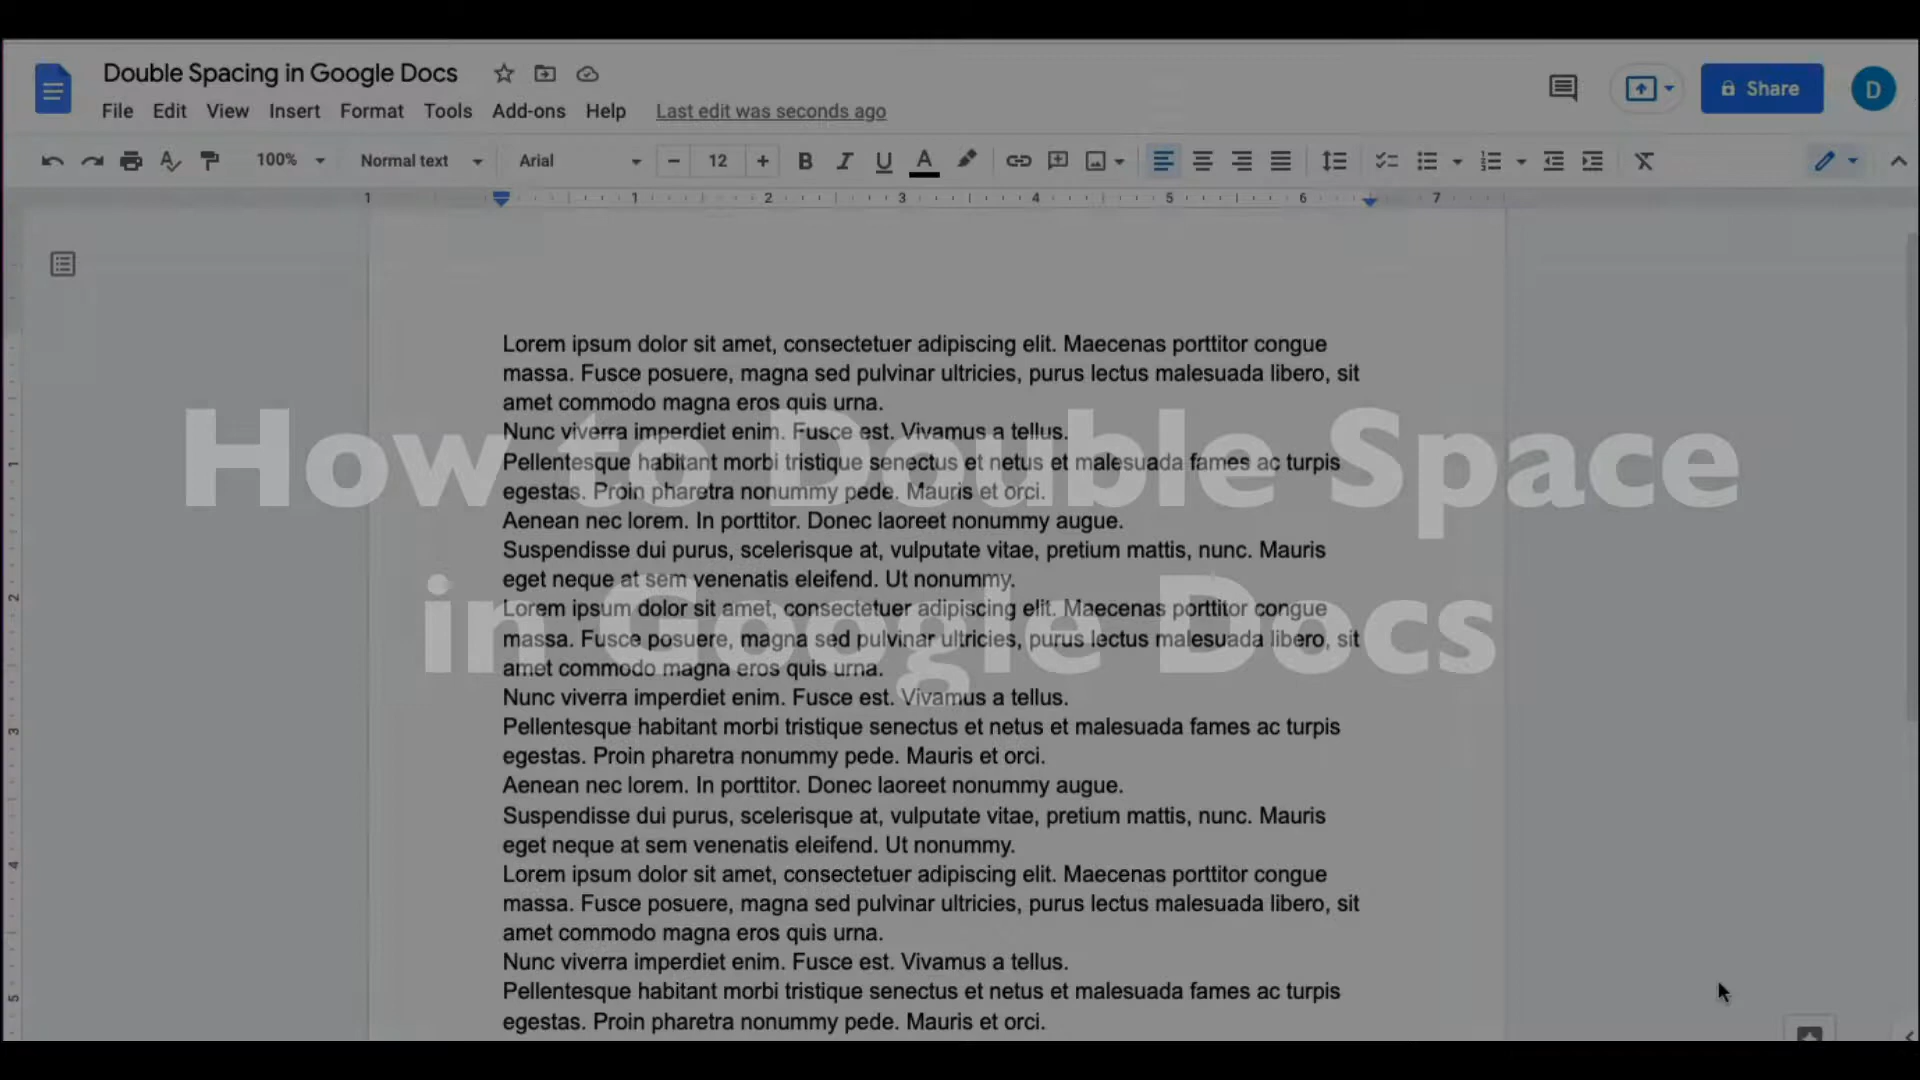 Double Spacing in Google Docs
File Edit View Insert Format Tools Add-ons Help Last edit was seconds ago
Share
D
100% Normal text Arial 12 B I U A
1 1 2 3 4 5 6 7
Lorem ipsum dolor sit amet, consectetuer adipiscing elit. Maecenas porttitor congue
massa. Fusce posuere, magna sed pulvinar ultricies, purus lectus malesuada libero, sit
amet commodo magna eros quis urna.
Nunc viverra imperdiet enim. Fusce est. Vivamus a tellus.
Pellentesque habitant morbi tristique senectus et netus et malesuada fames ac turpis
egestas. Proin pharetra nonummy pede. Mauris et orci.
Aenean nec lorem. In porttitor. Donec laoreet nonummy augue.
Suspendisse dui purus, scelerisque at, vulputate vitae, pretium mattis, nunc. Mauris
eget neque at sem venenatis eleifend. Ut nonummy.
Lorem ipsum dolor sit amet, consectetuer adipiscing elit. Maecenas porttitor congue
massa. Fusce posuere, magna sed pulvinar ultricies, purus lectus malesuada libero, sit
amet commodo magna eros quis urna.
Nunc viverra imperdiet enim. Fusce est. Vivamus a tellus.
Pellentesque habitant morbi tristique senectus et netus et malesuada fames ac turpis
egestas. Proin pharetra nonummy pede. Mauris et orci.
Aenean nec lorem. In porttitor. Donec laoreet nonummy augue.
Suspendisse dui purus, scelerisque at, vulputate vitae, pretium mattis, nunc. Mauris
eget neque at sem venenatis eleifend. Ut nonummy.
Lorem ipsum dolor sit amet, consectetuer adipiscing elit. Maecenas porttitor congue
massa. Fusce posuere, magna sed pulvinar ultricies, purus lectus malesuada libero, sit
amet commodo magna eros quis urna.
Nunc viverra imperdiet enim. Fusce est. Vivamus a tellus.
Pellentesque habitant morbi tristique senectus et netus et malesuada fames ac turpis
egestas. Proin pharetra nonummy pede. Mauris et orci.
How to Double Space
in Google Docs
1
2
3
4
5